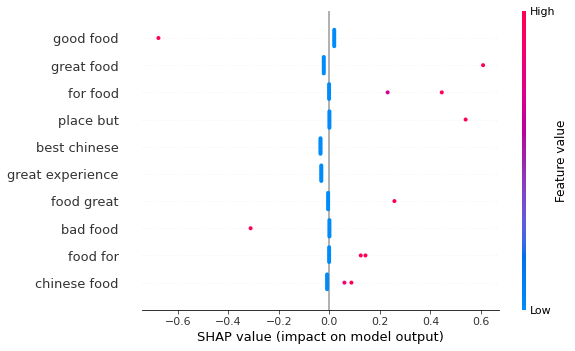 High
good food
great food
for food
place but
best chinese
great experience
food great
bad food
food for
chinese food
Feature value
Low
−0.6 −0.4 −0.2 0.0 0.2 0.4 0.6
SHAP value (impact on model output)